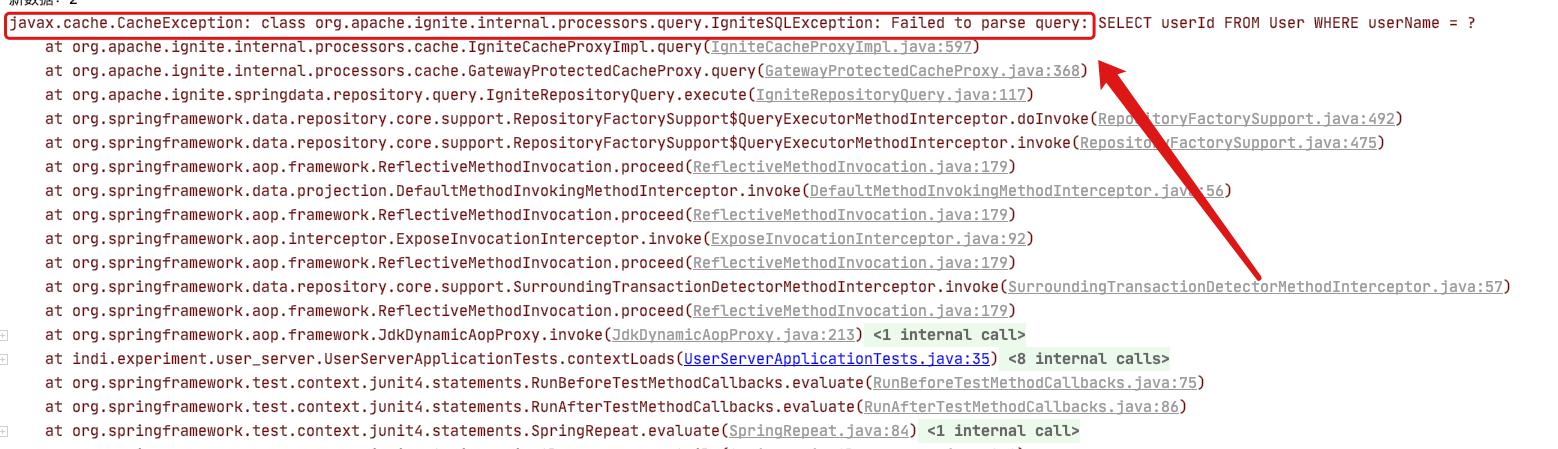 新数据: 2
javax.cache.CacheException: class org.apache.ignite.internal.processors.query.IgniteSQLException: Failed to parse query: SELECT userId FROM User WHERE userName = ?
at org.apache.ignite.internal.processors.cache.IgniteCacheProxyImpl.query(IgniteCacheProxyImpl.java:597)
at org.apache.ignite.internal.processors.cache.GatewayProtectedCacheProxy.query(GatewayProtectedCacheProxy.java:368)
at org.apache.ignite.springdata.repository.query.IgniteRepositoryQuery.execute(IgniteRepositoryQuery.java:117)
at org.springframework.data.repository.core.support.RepositoryFactorySupport$QueryExecutorMethodInterceptor.doInvoke(RepositoryFactorySupport.java:492)
at org.springframework.data.repository.core.support.RepositoryFactorySupport$QueryExecutorMethodInterceptor.invoke(RepositoryFactorySupport.java:475)
at org.springframework.aop.framework.ReflectiveMethodInvocation.proceed(ReflectiveMethodInvocation.java:179)
at org.springframework.data.projection.DefaultMethodInvokingMethodInterceptor.invoke(DefaultMethodInvokingMethodInterceptor.java:56)
at org.springframework.aop.framework.ReflectiveMethodInvocation.proceed(ReflectiveMethodInvocation.java:179)
at org.springframework.aop.interceptor.ExposeInvocationInterceptor.invoke(ExposeInvocationInterceptor.java:92)
at org.springframework.aop.framework.ReflectiveMethodInvocation.proceed(ReflectiveMethodInvocation.java:179)
at org.springframework.data.repository.core.support.SurroundingTransactionDetectorMethodInterceptor.invoke(SurroundingTransactionDetectorMethodInterceptor.java:57)
at org.springframework.aop.framework.ReflectiveMethodInvocation.proceed(ReflectiveMethodInvocation.java:179)
at org.springframework.aop.framework.JdkDynamicAopProxy.invoke(JdkDynamicAopProxy.java:213) <1 internal call>
at indi.experiment.user_server.UserServerApplicationTests.contextLoads(UserServerApplicationTests.java:35) <8 internal calls>
at org.springframework.test.context.junit4.statements.RunBeforeTestMethodCallbacks.evaluate(RunBeforeTestMethodCallbacks.java:75)
at org.springframework.test.context.junit4.statements.RunAfterTestMethodCallbacks.evaluate(RunAfterTestMethodCallbacks.java:86)
at org.springframework.test.context.junit4.statements.SpringRepeat.evaluate(SpringRepeat.java:84) <1 internal call>